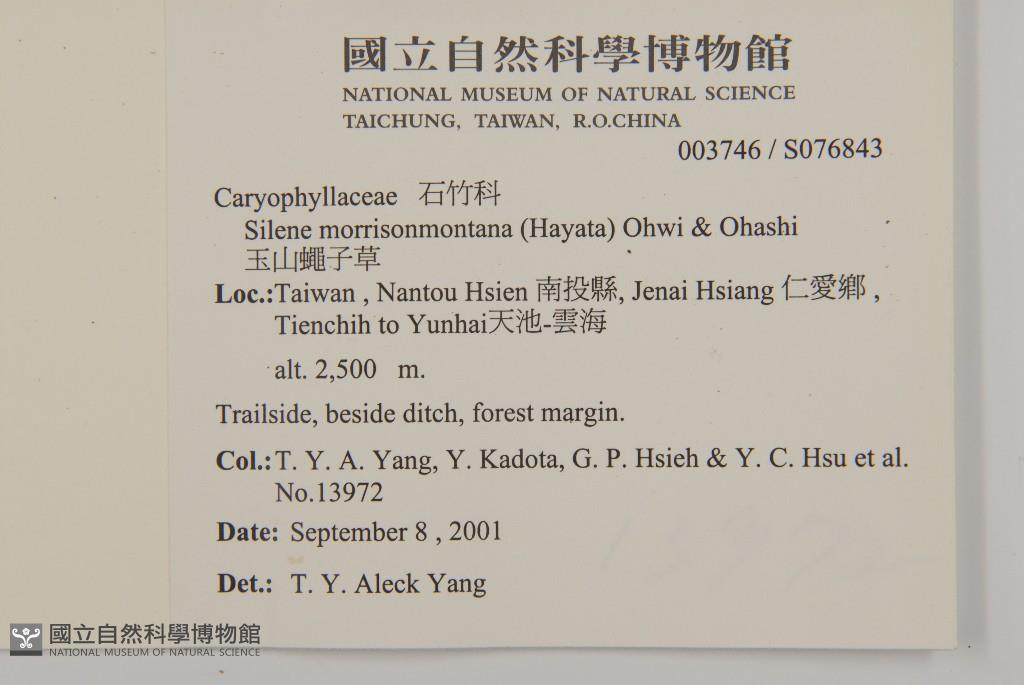 國立自然科學博物館
NATIONAL MUSEUM OF NATURAL SCIENCE
TAICHUNG, TAIWAN, R.O.CHINA
003746 / S076843
Caryophyllaceae 石竹科
Silene morrisonmontana (Hayata) Ohwi & Ohashi
玉山蠅子草
Loc.:Taiwan , Nantou Hsien 南投縣, Jenai Hsiang 仁愛鄉 ,
Tienchih to Yunhai天池-雲海
alt. 2,500 m.
Trailside, beside ditch, forest margin.
Col.:T. Y. A. Yang, Y. Kadota, G. P. Hsieh & Y. C. Hsu et al.
No.13972
Date: September 8 , 2001
13972
Det.: T. Y. Aleck Yang
國立自然科學博物館
NATIONAL MUSEUM OF NATURAL SCIENCE